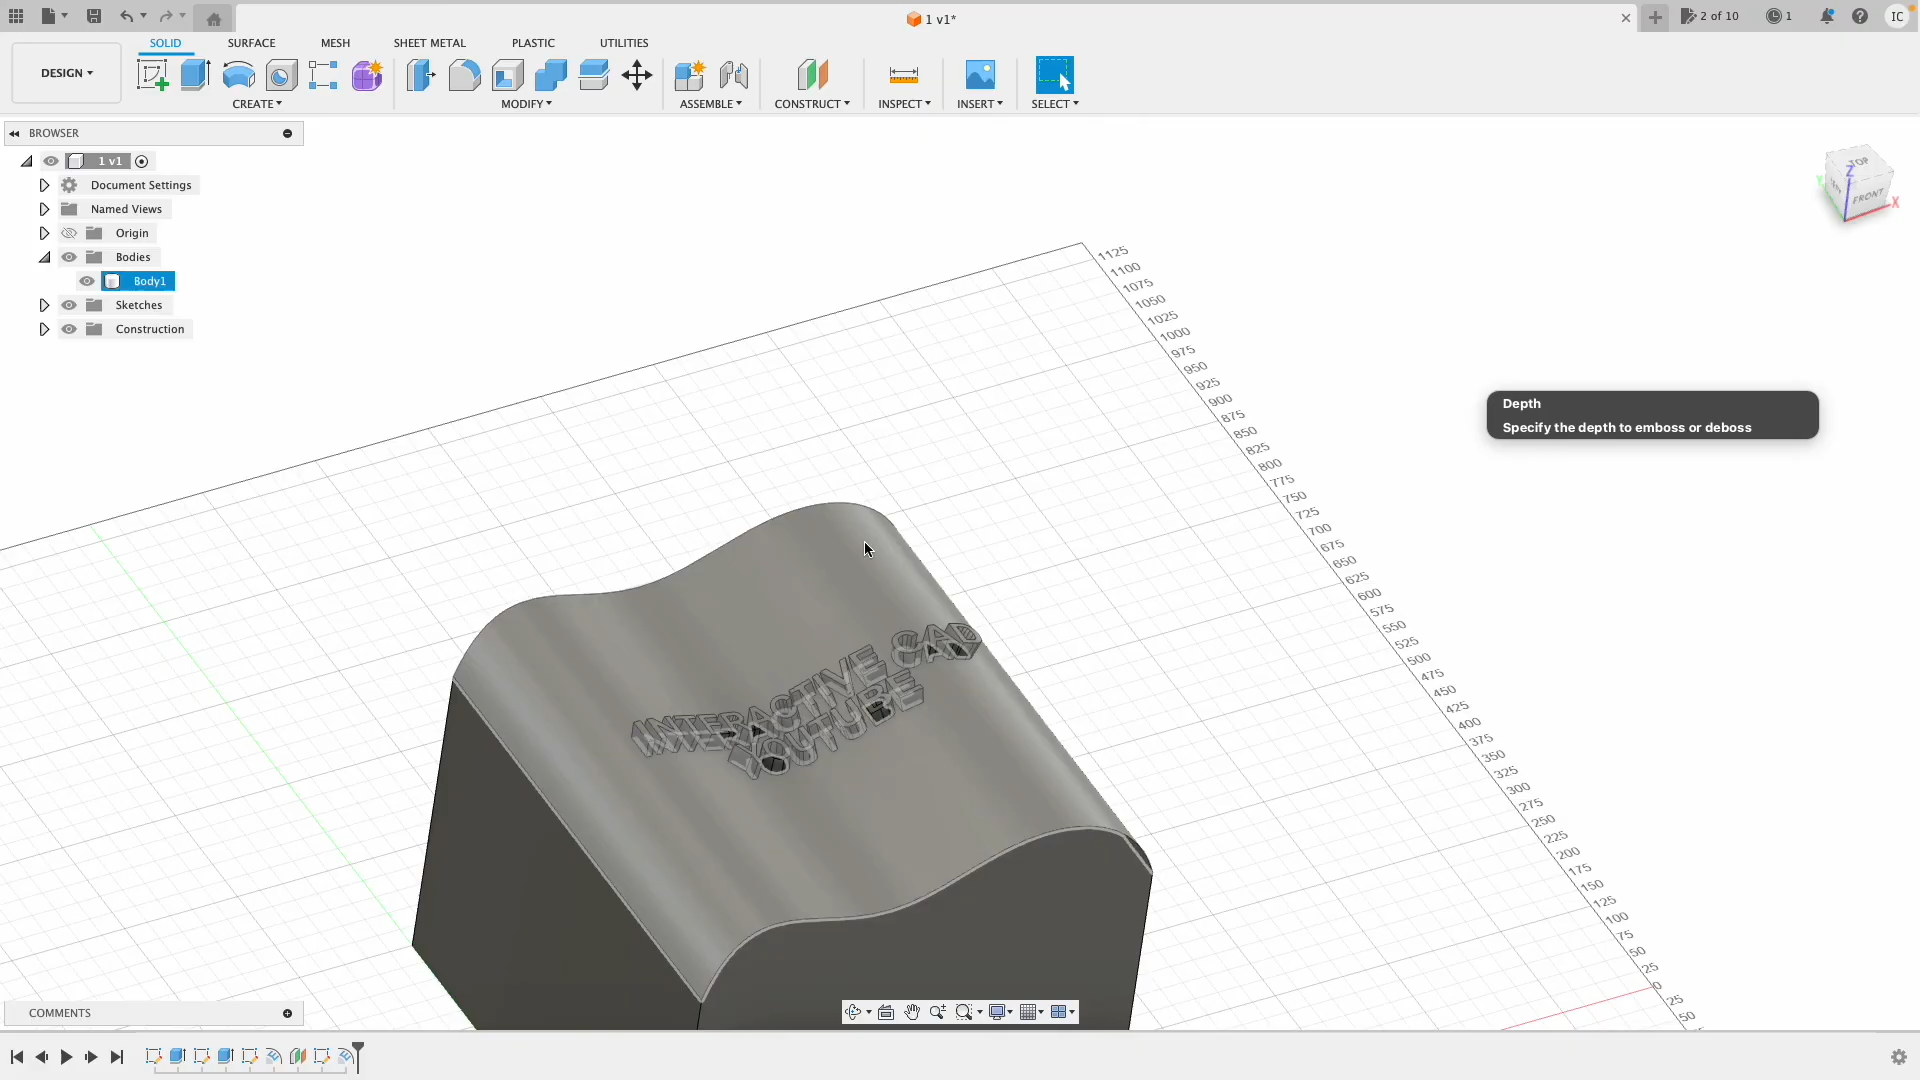 1 v1*
2 of 10
1
IC
DESIGN
SOLID
SURFACE
MESH
SHEET METAL
PLASTIC
UTILITIES
CREATE
MODIFY
ASSEMBLE
CONSTRUCT
INSPECT
INSERT
SELECT
BROWSER
1 v1
Document Settings
Named Views
Origin
Bodies
Body1
Sketches
Construction
TOP
FRONT
Z
X
Y
Depth
Specify the depth to emboss or deboss
1125
1100
1075
1050
1025
1000
975
950
925
900
875
850
825
800
775
750
725
700
675
650
625
600
575
550
525
500
475
450
425
400
375
350
325
300
275
250
225
200
175
150
125
100
75
50
25
0
25
50
INTERACTIVE CAD
YOUTUBE
COMMENTS